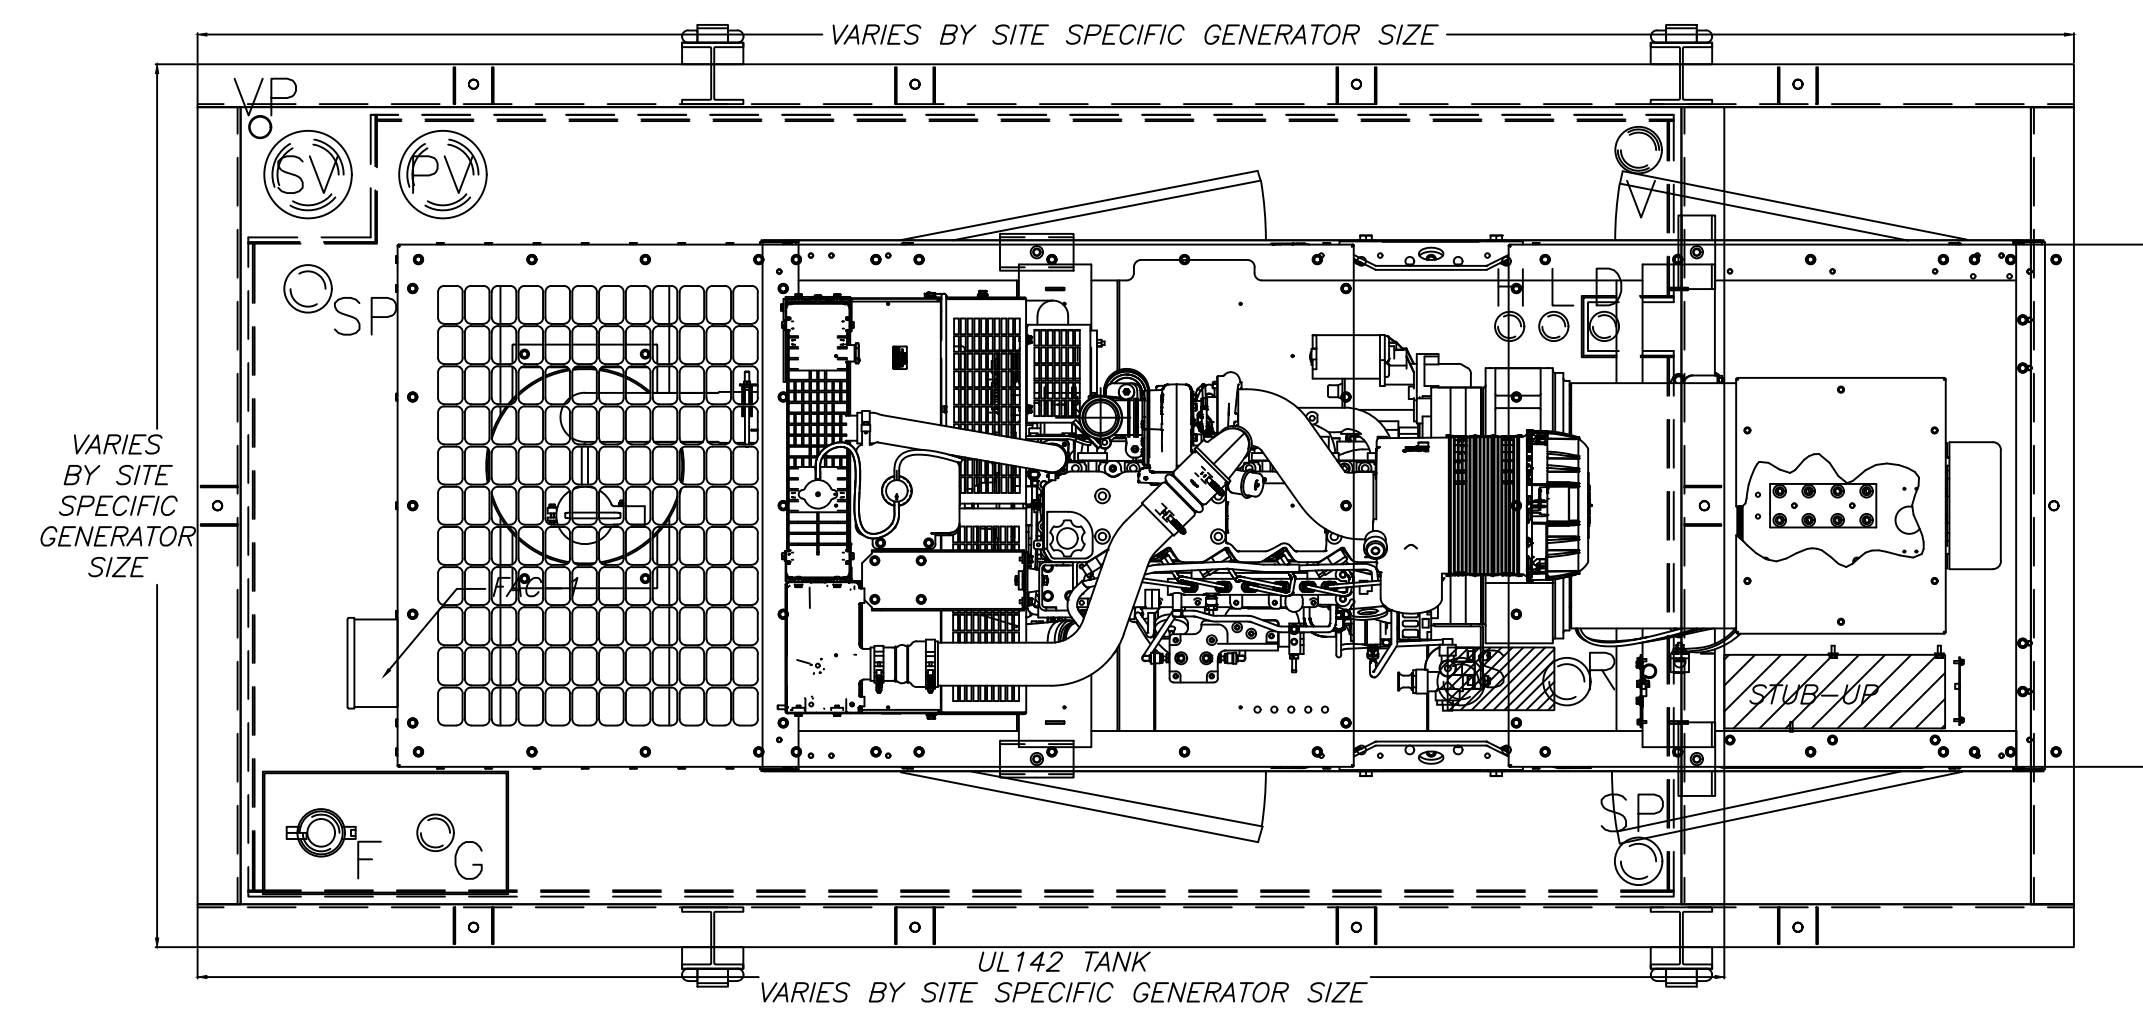 VARIES BY SITE SPECIFIC GENERATOR SIZE
VP
SV
PV
V
SP
H
L
D
VARIES
BY SITE
SPECIFIC
GENERATOR
SIZE
FAC-1
R
STUB-UP
SP
F
G
UL142 TANK
VARIES BY SITE SPECIFIC GENERATOR SIZE